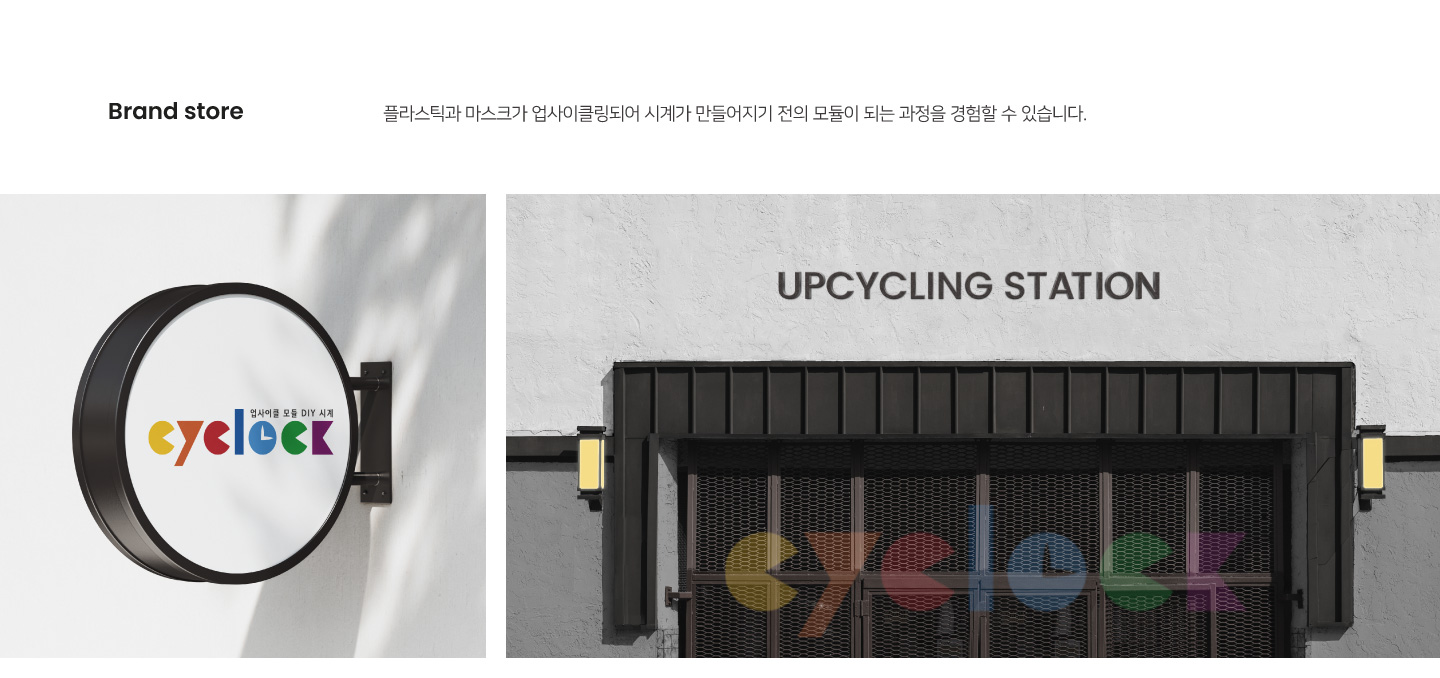 Brand store
플라스틱과 마스크가 업사이클링되어 시계가 만들어지기 전의 모듈이 되는 과정을 경험할 수 있습니다.
업사이클 모듈 DIY 시계
cyclock
UPCYCLING STATION
cyclock